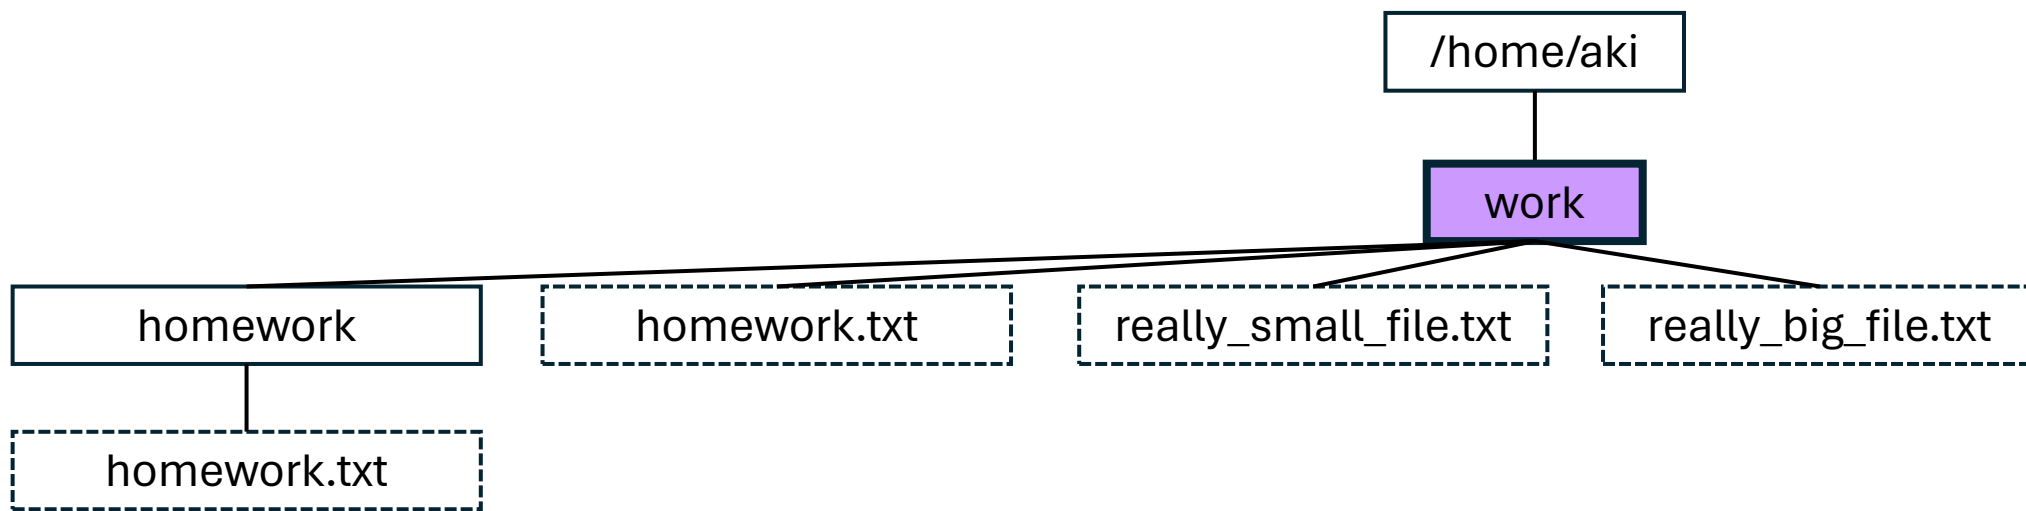 /home/aki
work
homework
homework.txt
really_small_file.txt
really_big_file.txt
homework.txt